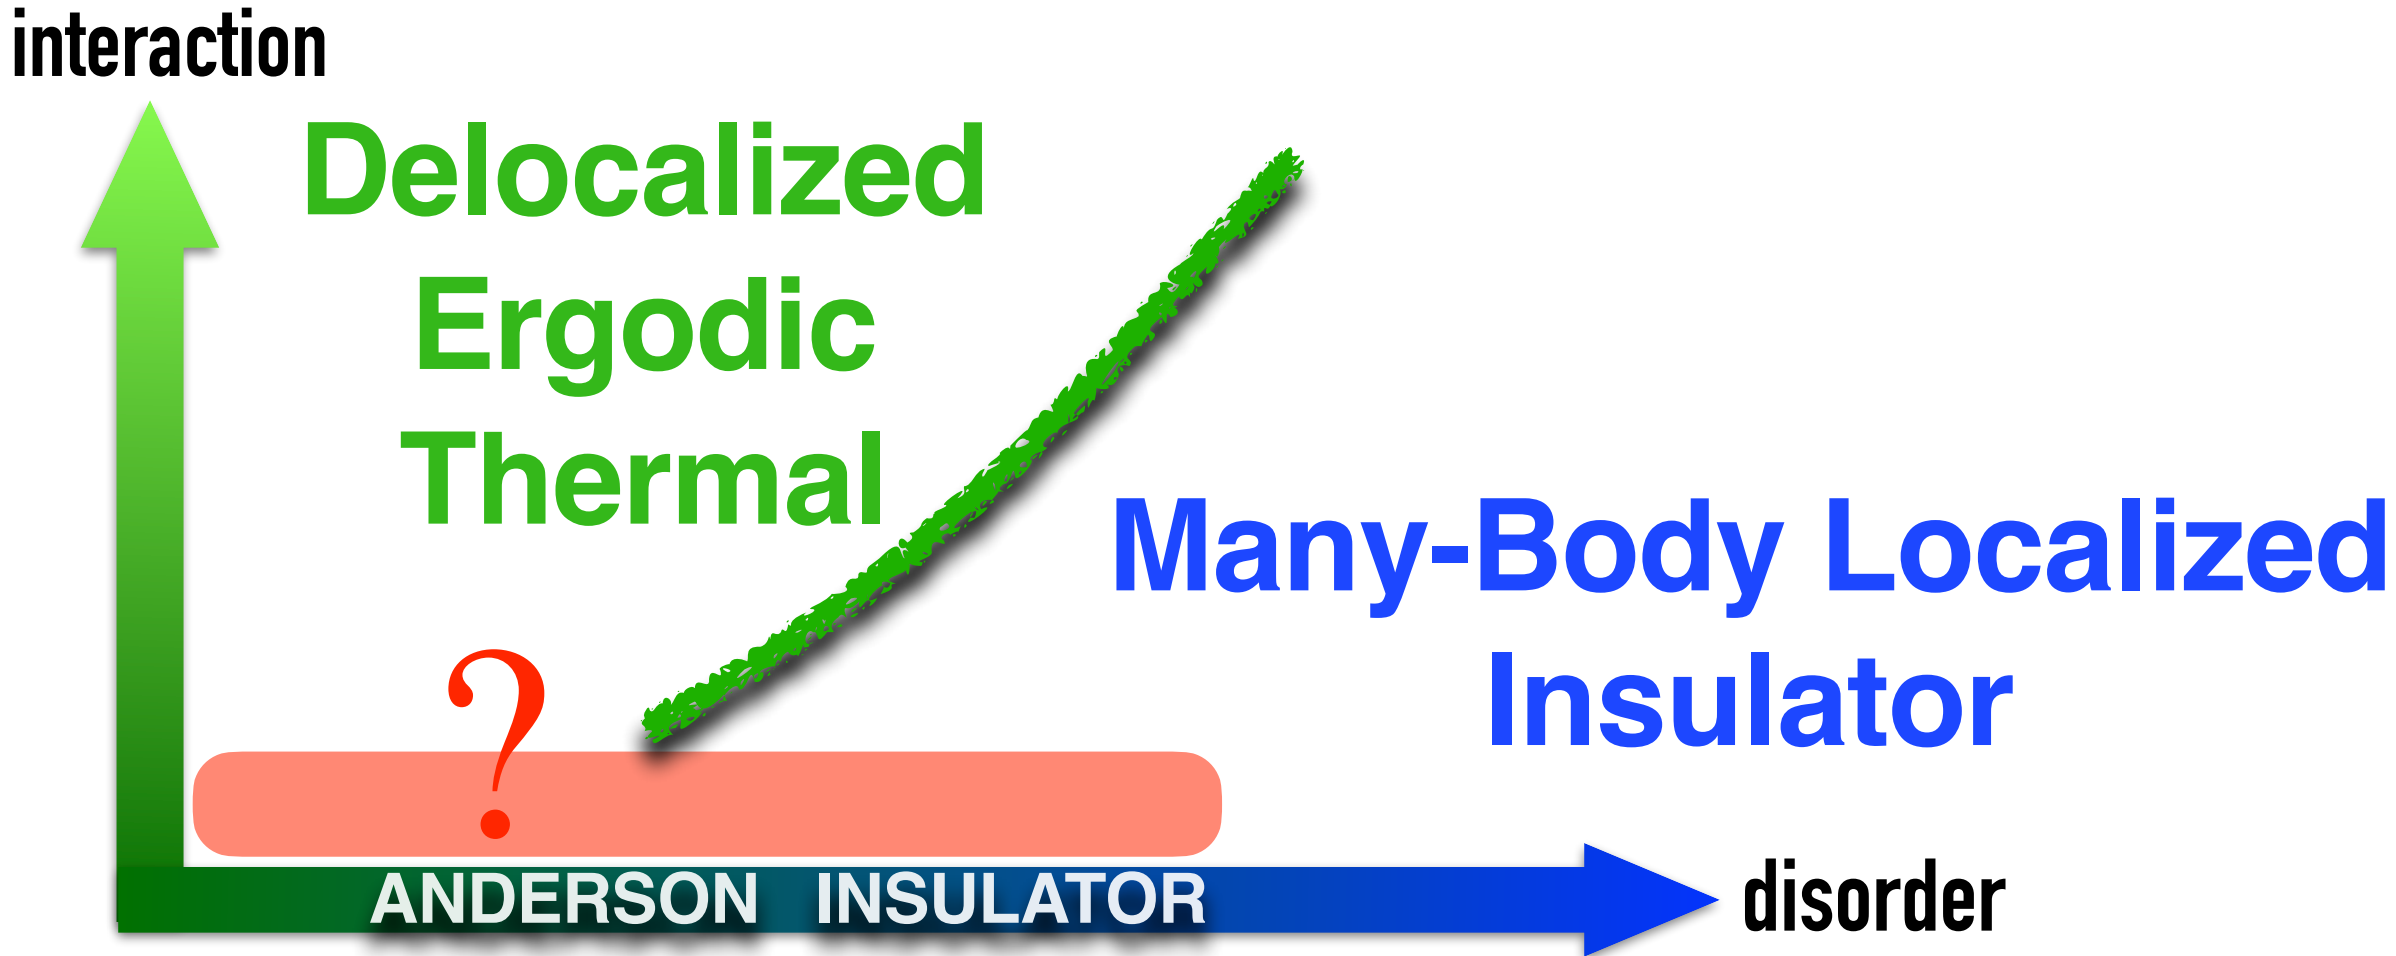 interaction
Delocalized
Ergodic
Thermal
Many-Body Localized
Insulator
?
ANDERSON INSULATOR
disorder